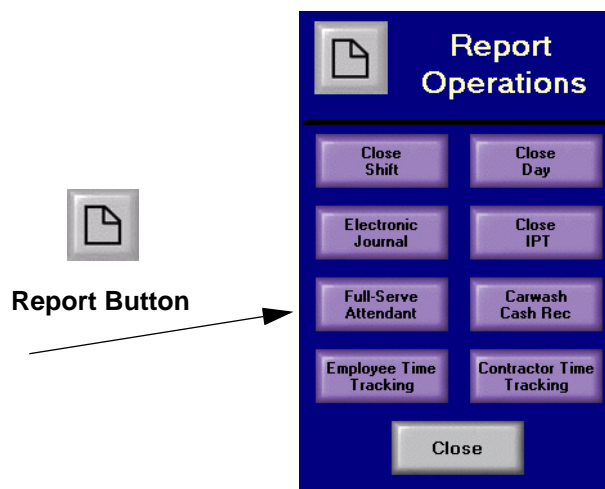 Report
Operations
Close
Shift
Close
Day
Electronic
Journal
Close
IPT
Report Button
Full-Serve
Attendant
Carwash
Cash Rec
Employee Time
Tracking
Contractor Time
Tracking
Close